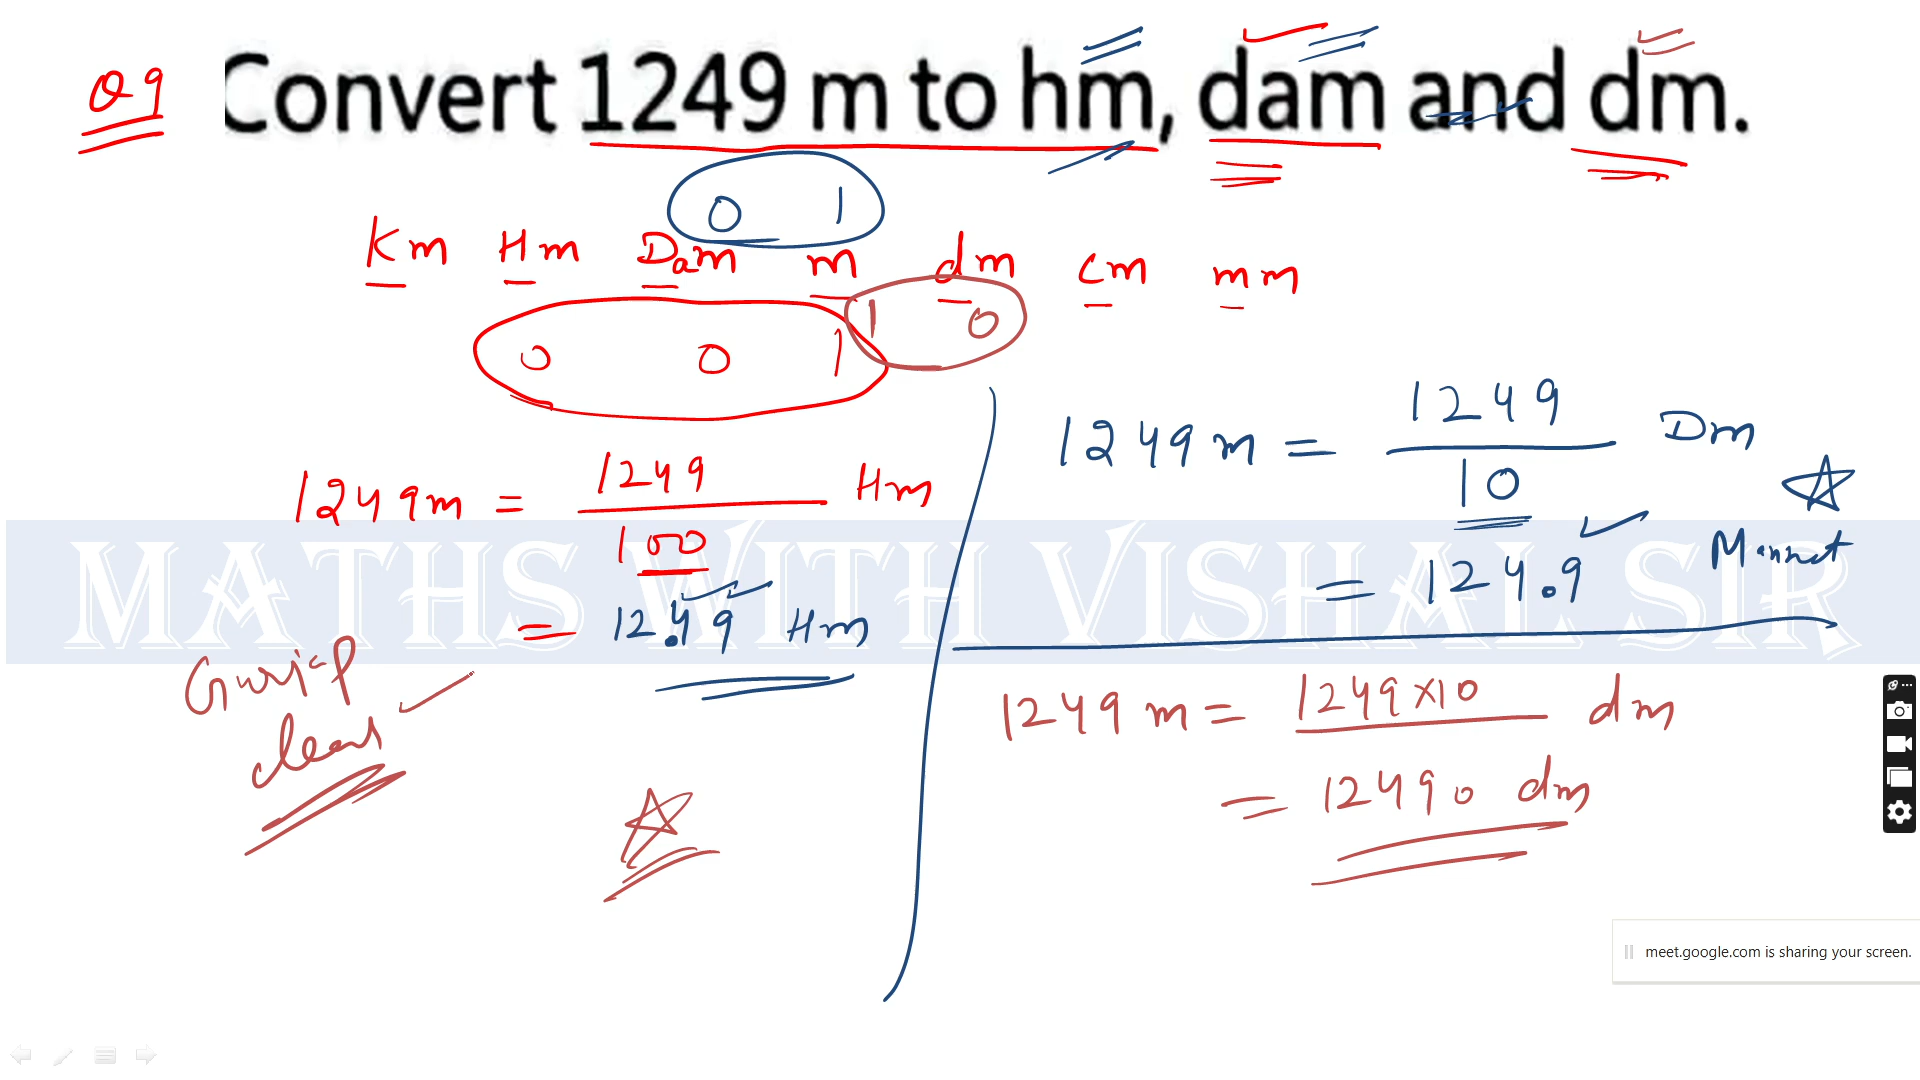 Q9 Convert 1249 m to hm, dam and dm.
0 1
Km Hm Dam m dm cm mm
1 0
0 0 1
1249m = 1249 / 100 Hm
= 12.49 Hm
1249 m = 1249 / 10 Dm
= 124.9
Mannat
1249 m = 1249 x 10 dm
= 12490 dm
clear
MATHS WITH VISHAL SIR
meet.google.com is sharing your screen.